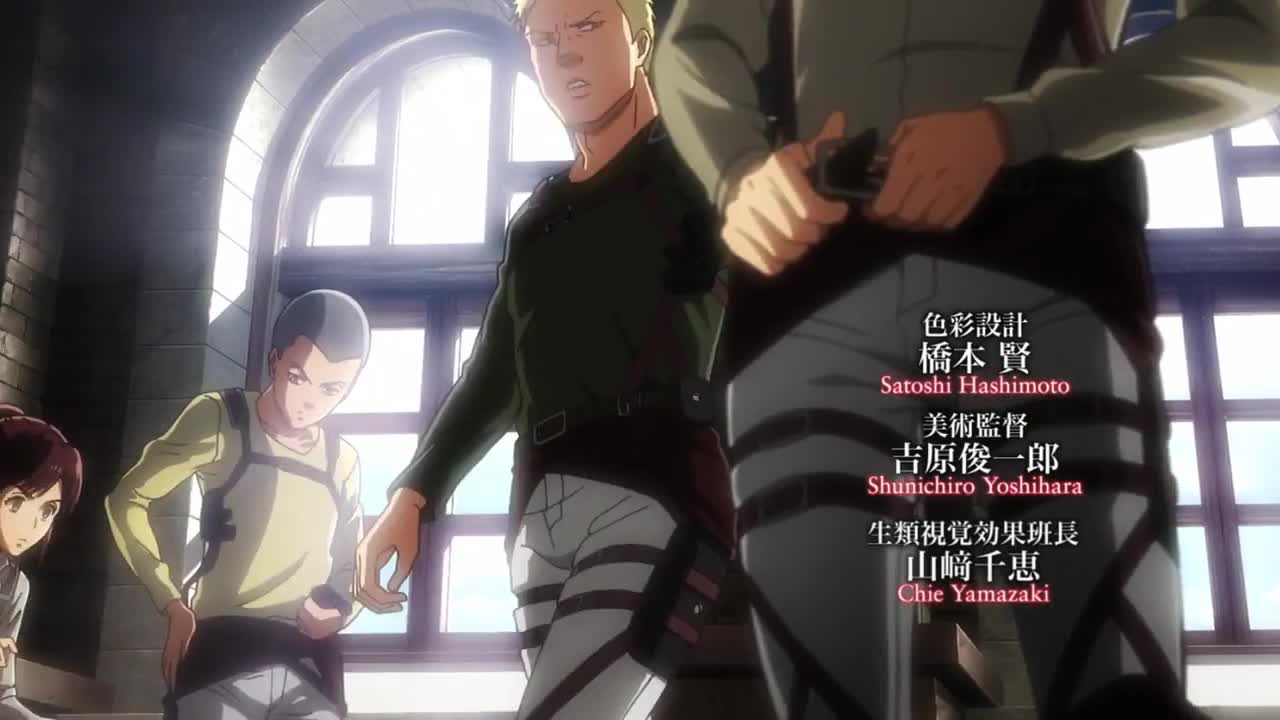 色彩設計
橋本 賢
Satoshi Hashimoto
美術監督
吉原俊一郎
Shunichiro Yoshihara
生類視覚効果班長
山﨑千恵
Chie Yamazaki